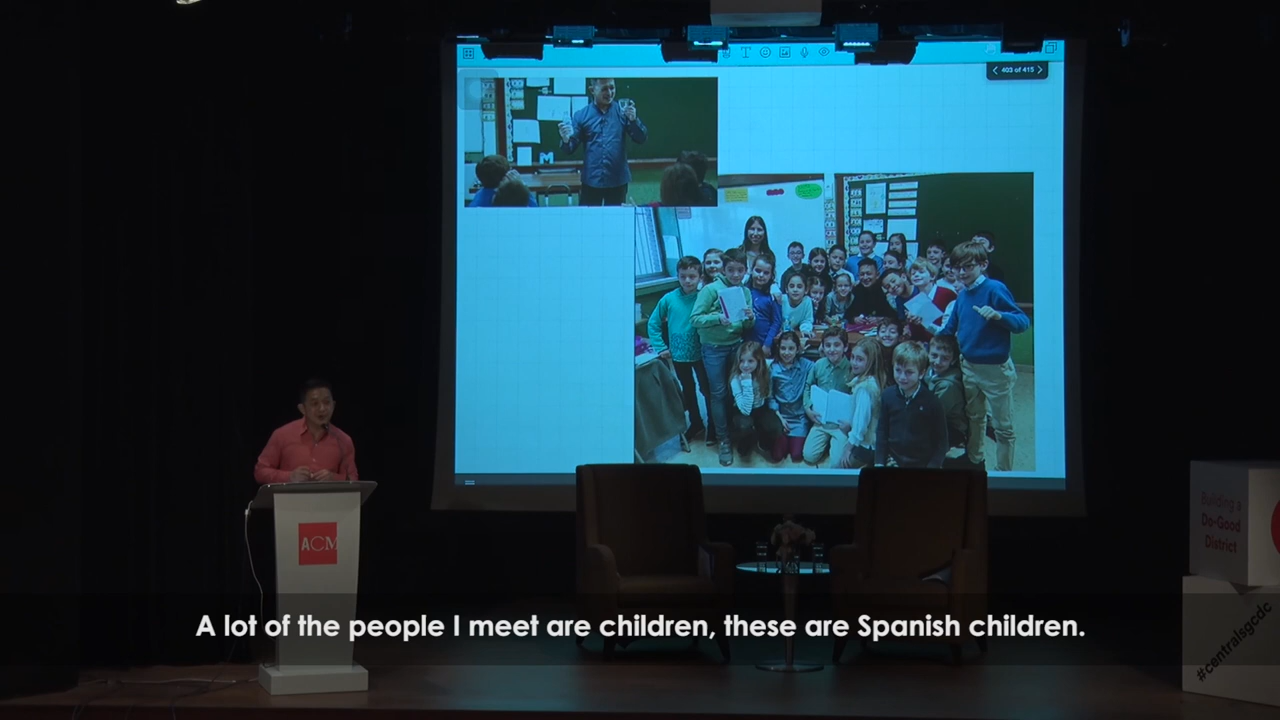 T
403 of 415
M
ACM
Building a
Do-Good
District
#centralsgcdc
A lot of the people I meet are children, these are Spanish children.